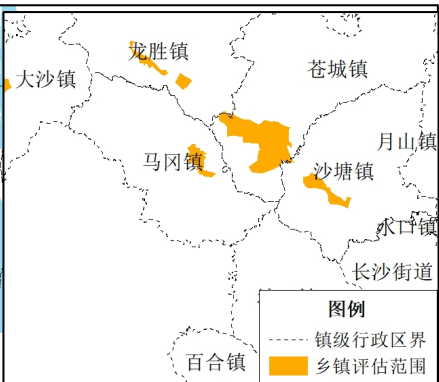 龙胜镇
苍城镇
大沙镇
月山镇
马冈镇
沙塘镇
水口镇
长沙街道
图例
镇级行政区界
百合镇
乡镇评估范围